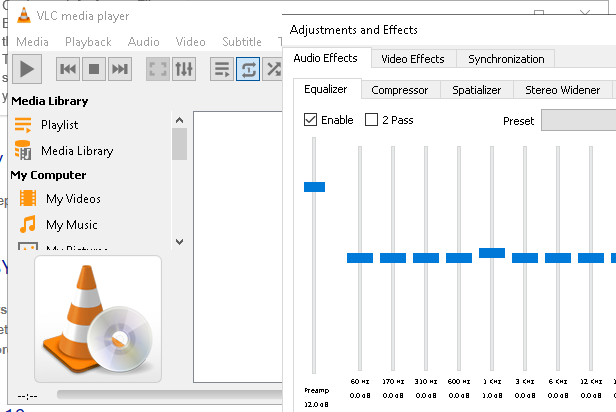 VLC media player
Media Playback Audio Video Subtitle
Media Library
Playlist
Media Library
My Computer
My Videos
My Music
My Pictures
--:--
Adjustments and Effects
Audio Effects Video Effects Synchronization
Equalizer Compressor Spatializer Stereo Widener
Enable 2 Pass Preset
60 Hz 170 Hz 310 Hz 600 Hz 1 KHz 3 KHz 6 KHz 12 KHz
Preamp 0.0 dB 0.0 dB 0.0 dB 0.0 dB 1.0 dB 0.0 dB 0.0 dB 0.0 dB
12.0 dB